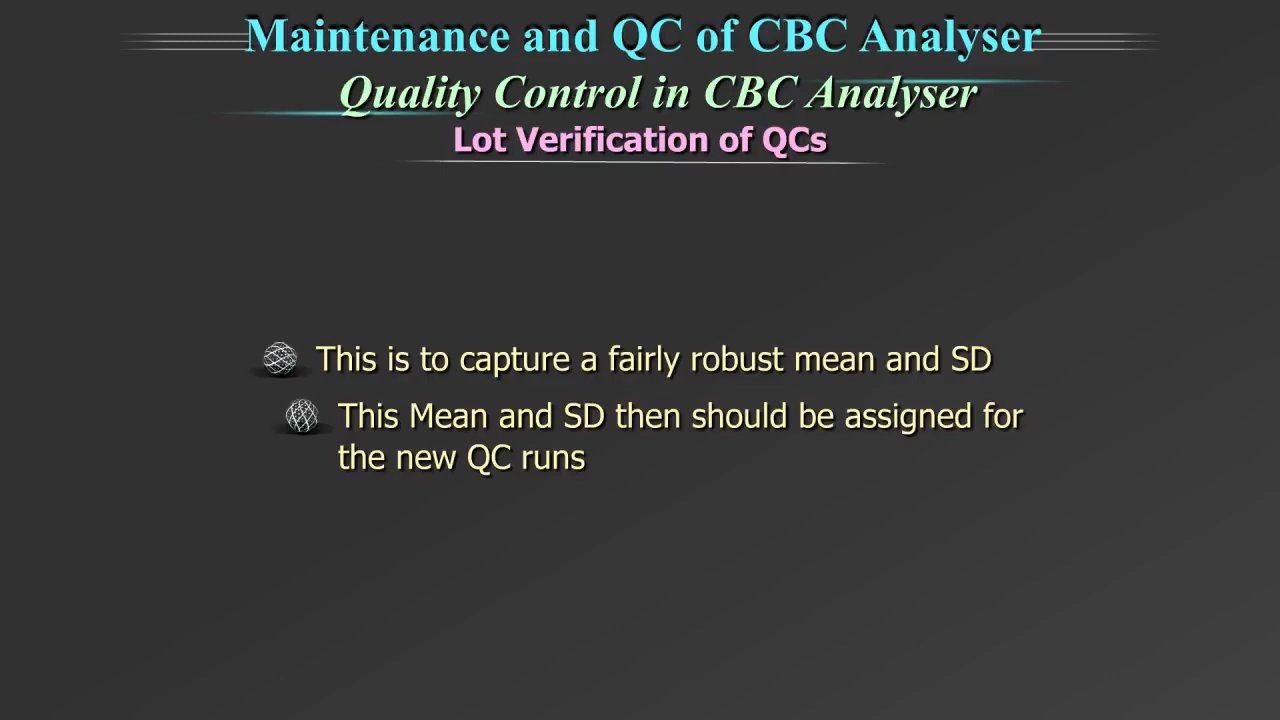 Maintenance and QC of CBC Analyser
Quality Control in CBC Analyser
Lot Verification of QCs
This is to capture a fairly robust mean and SD
This Mean and SD then should be assigned for
the new QC runs